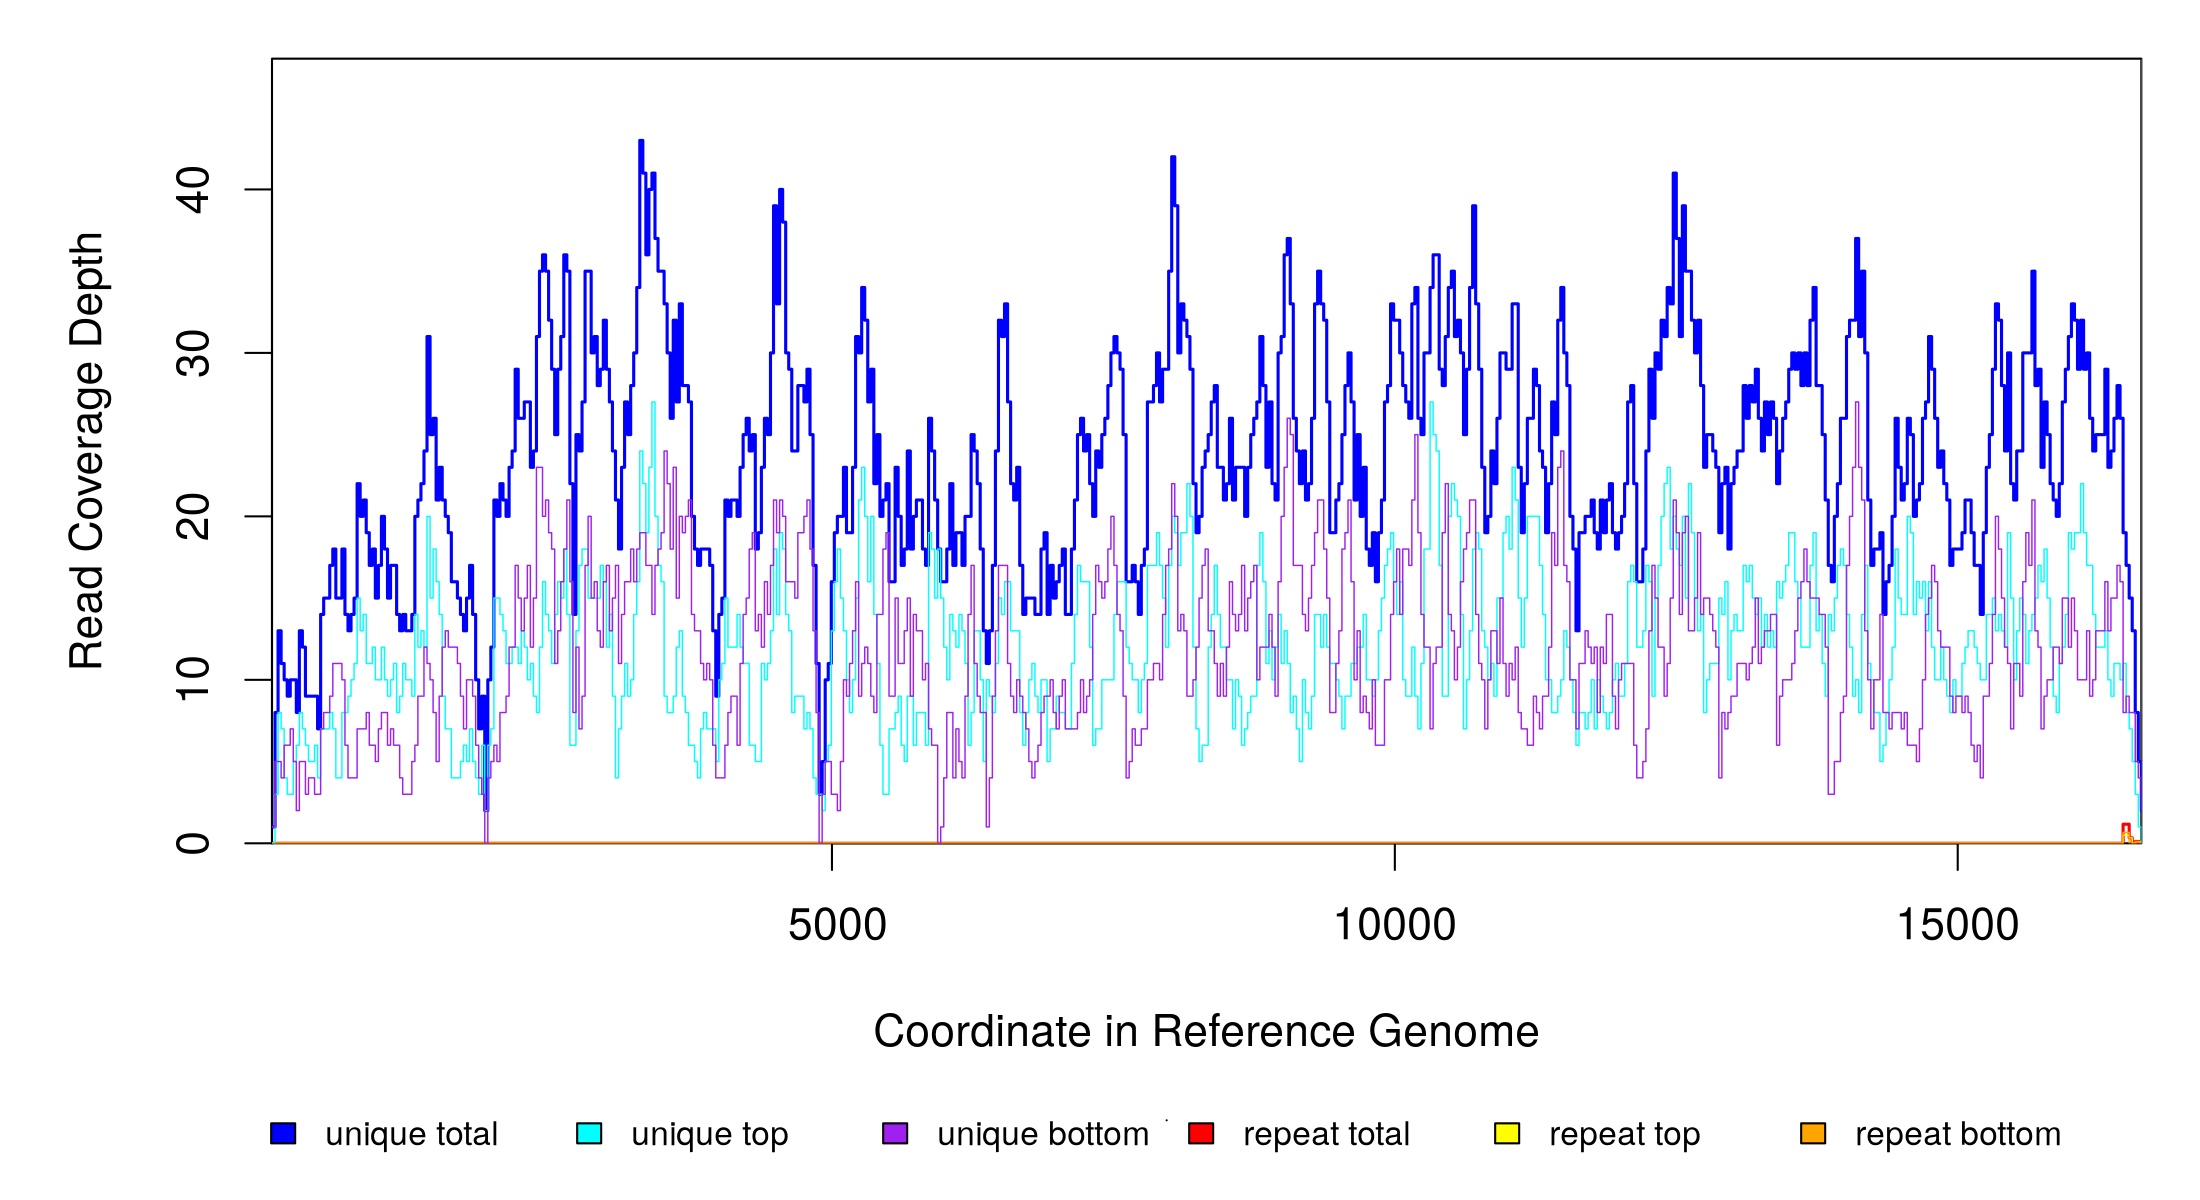 Read Coverage Depth
40
30
20
10
0
5000 10000 15000
Coordinate in Reference Genome
unique total unique top unique bottom repeat total repeat top repeat bottom